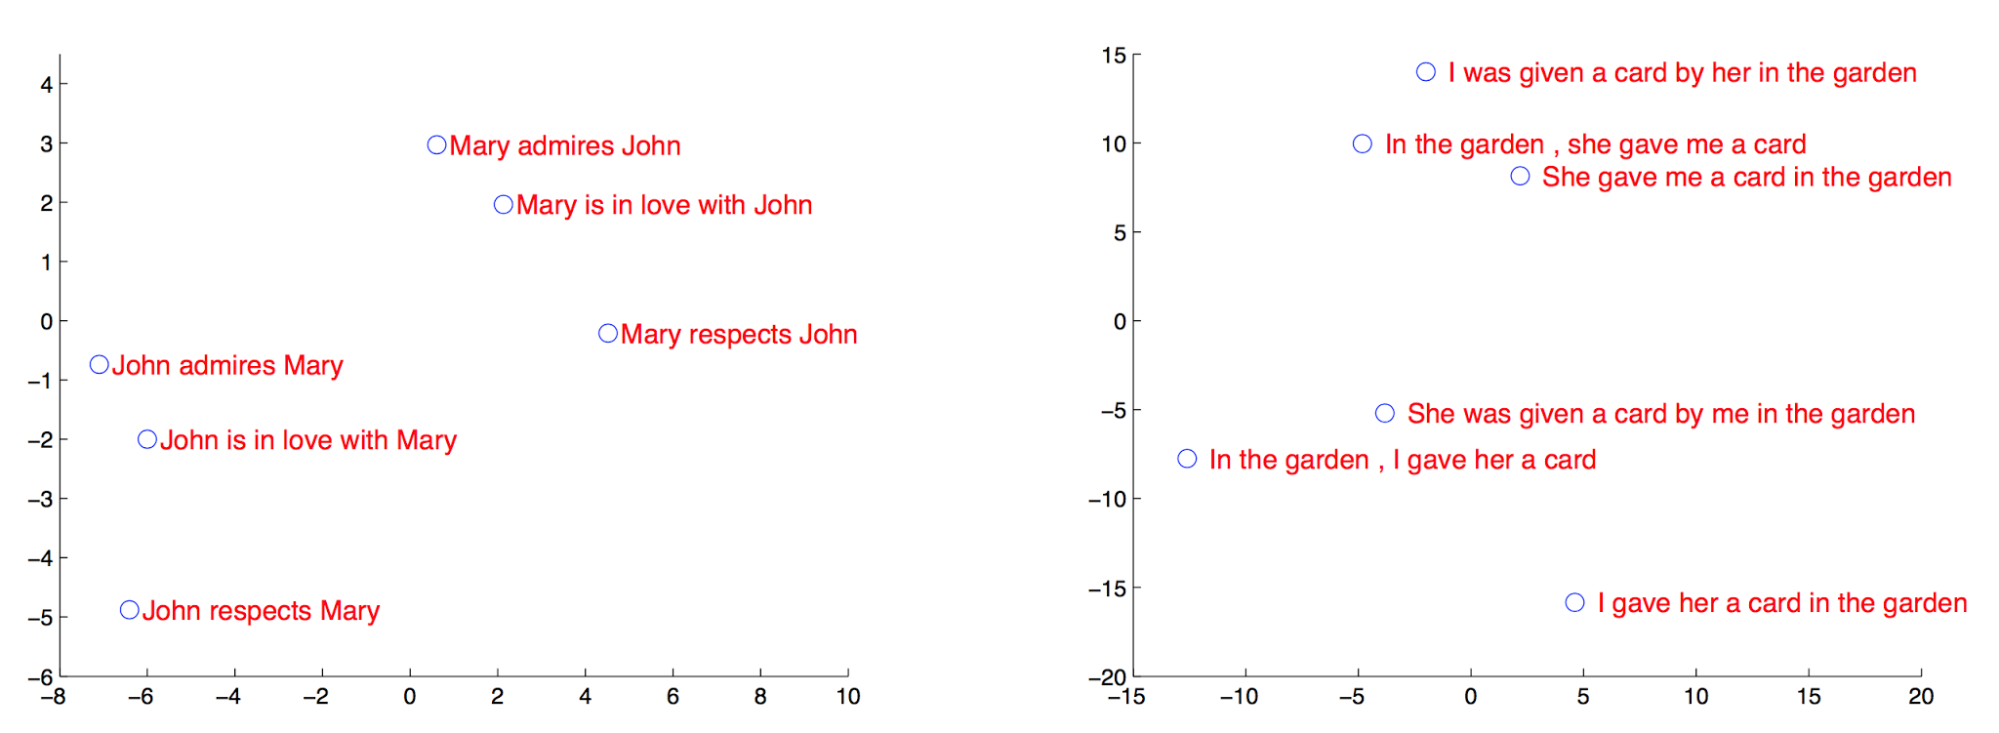 4
3
2
1
0
−1
−2
−3
−4
−5
−6
Mary admires John
Mary is in love with John
Mary respects John
John admires Mary
John is in love with Mary
John respects Mary
−8 −6 −4 −2 0 2 4 6 8 10
15
10
5
0
−5
−10
−15
−20
I was given a card by her in the garden
In the garden , she gave me a card
She gave me a card in the garden
She was given a card by me in the garden
In the garden , I gave her a card
I gave her a card in the garden
−15 −10 −5 0 5 10 15 20